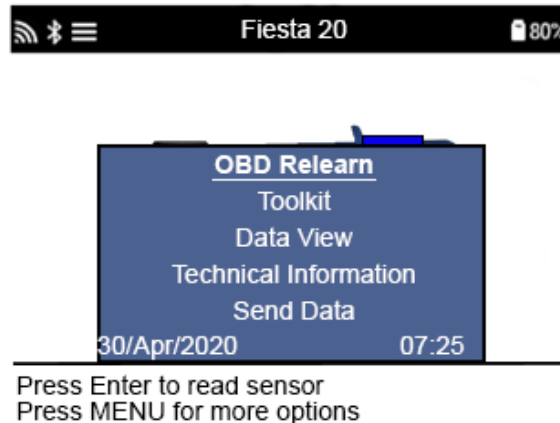 Fiesta 20 80%
OBD Relearn
Toolkit
Data View
Technical Information
Send Data
30/Apr/2020 07:25
Press Enter to read sensor
Press MENU for more options